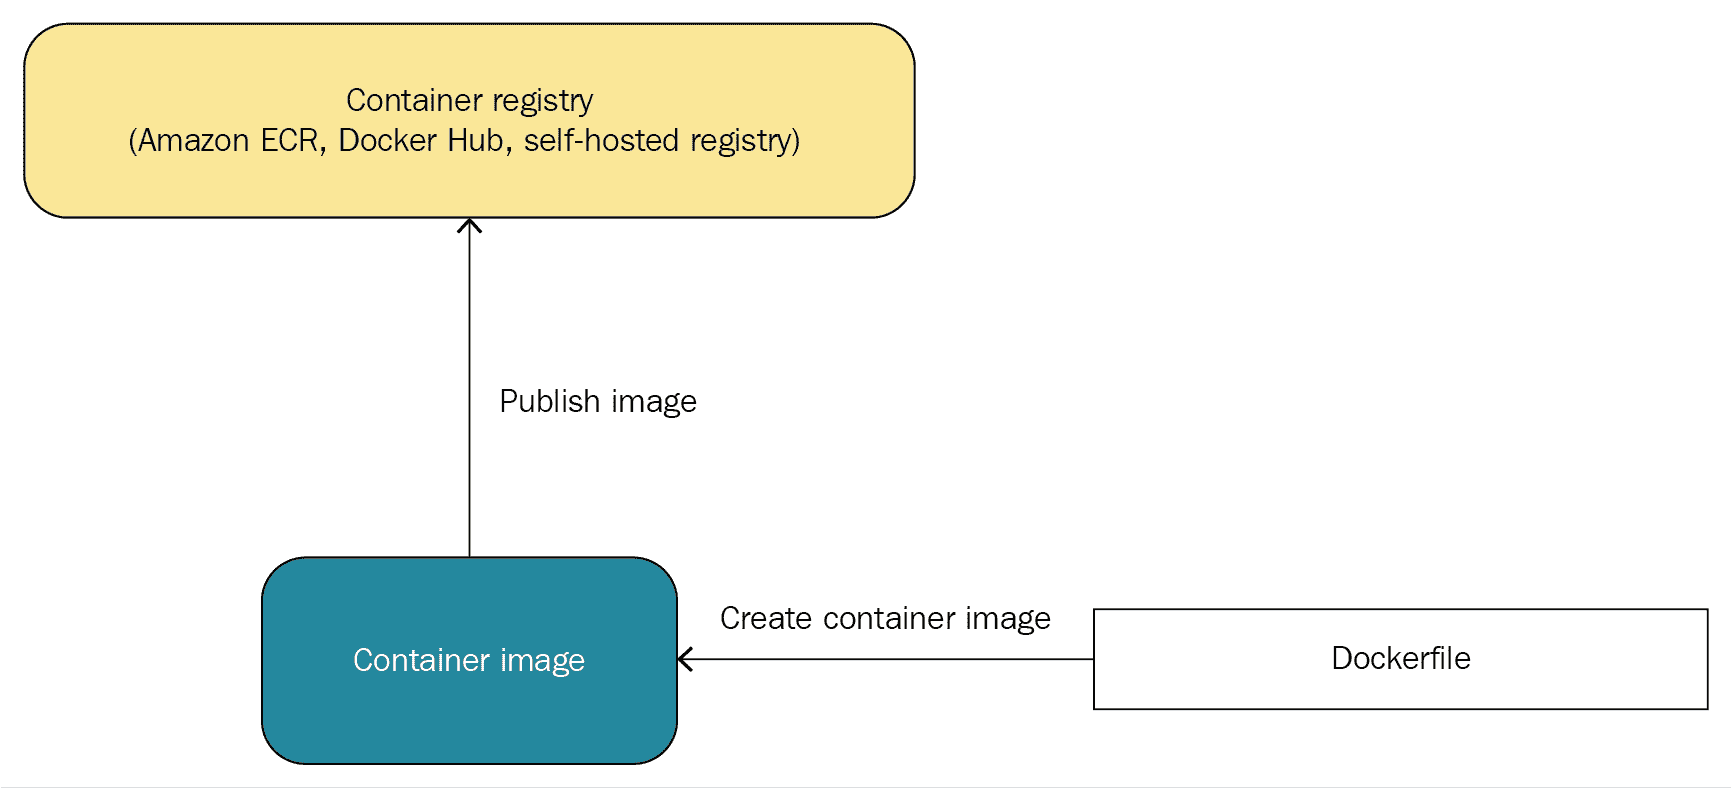 Container registry
(Amazon ECR, Docker Hub, self-hosted registry)
Publish image
Create container image
Container image
Dockerfile